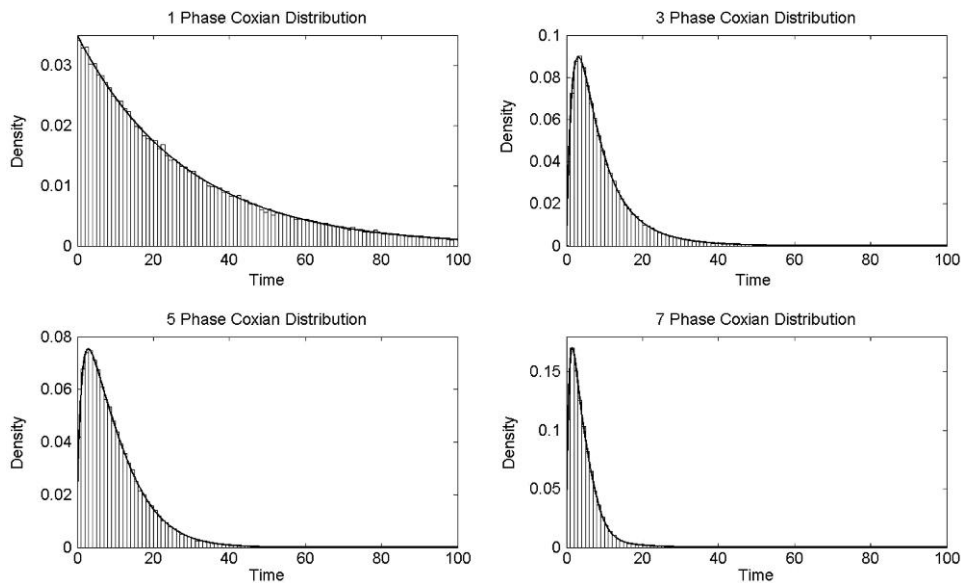 1 Phase Coxian Distribution
Density
0.03
0.02
0.01
0
0 20 40 60 80 100
Time
3 Phase Coxian Distribution
Density
0.1
0.08
0.06
0.04
0.02
0
0 20 40 60 80 100
Time
5 Phase Coxian Distribution
Density
0.08
0.06
0.04
0.02
0
0 20 40 60 80 100
Time
7 Phase Coxian Distribution
Density
0.15
0.1
0.05
0
0 20 40 60 80 100
Time